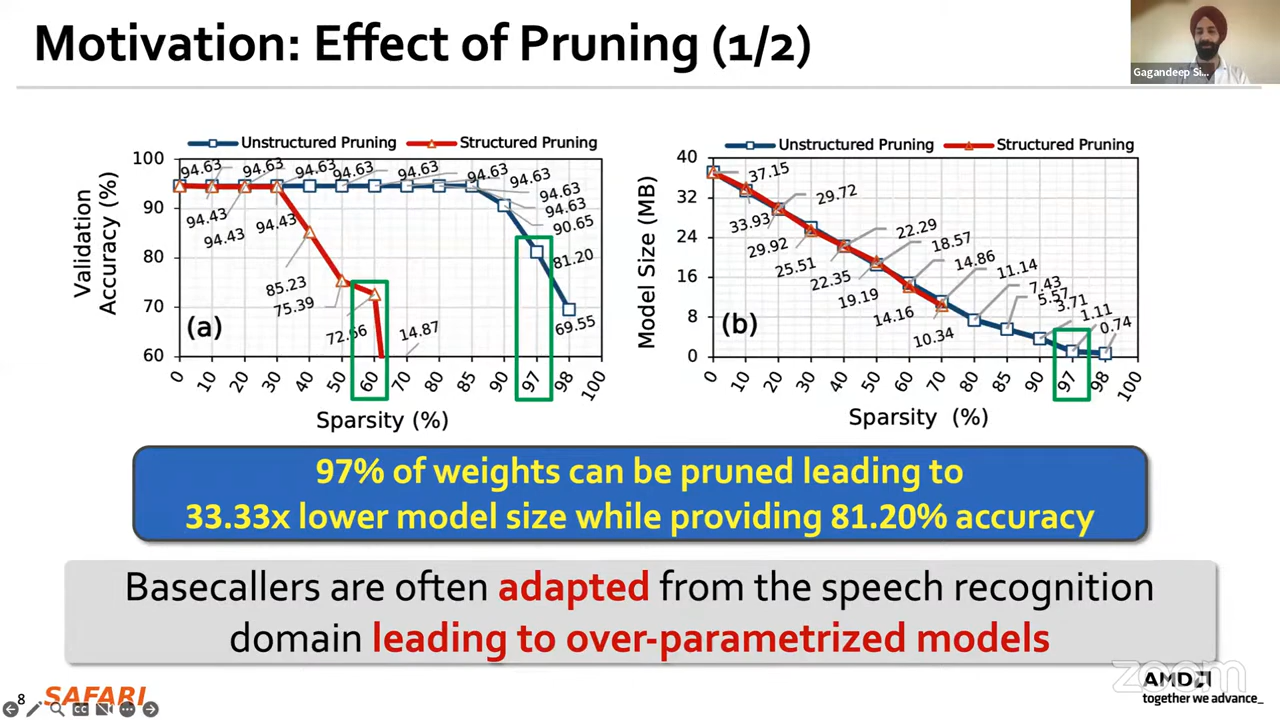 Motivation: Effect of Pruning (1/2)
Gagandeep Si...
Unstructured Pruning Structured Pruning
100
90
80
70
60
Validation
Accuracy (%)
94.63 94.63 94.63 94.63 94.63 94.63 94.63
94.63
94.63
90.65
94.43
94.43
94.43
85.23
75.39
72.66
14.87
81.20
69.55
(a)
0 10 20 30 40 50 60 70 80 85 90 97 98 100
Sparsity (%)
Unstructured Pruning Structured Pruning
40
32
24
16
8
0
Model Size (MB)
37.15
33.93
29.72
29.92
25.51
22.29
22.35
18.57
19.19
14.86
14.16
11.14
10.34
7.43
5.57
3.71
1.11
0.74
(b)
0 10 20 30 40 50 60 70 80 85 90 97 98 100
Sparsity (%)
97% of weights can be pruned leading to
33.33x lower model size while providing 81.20% accuracy
Basecallers are often adapted from the speech recognition
domain leading to over-parametrized models
8
SAFARI
zoom
AMD
together we advance_